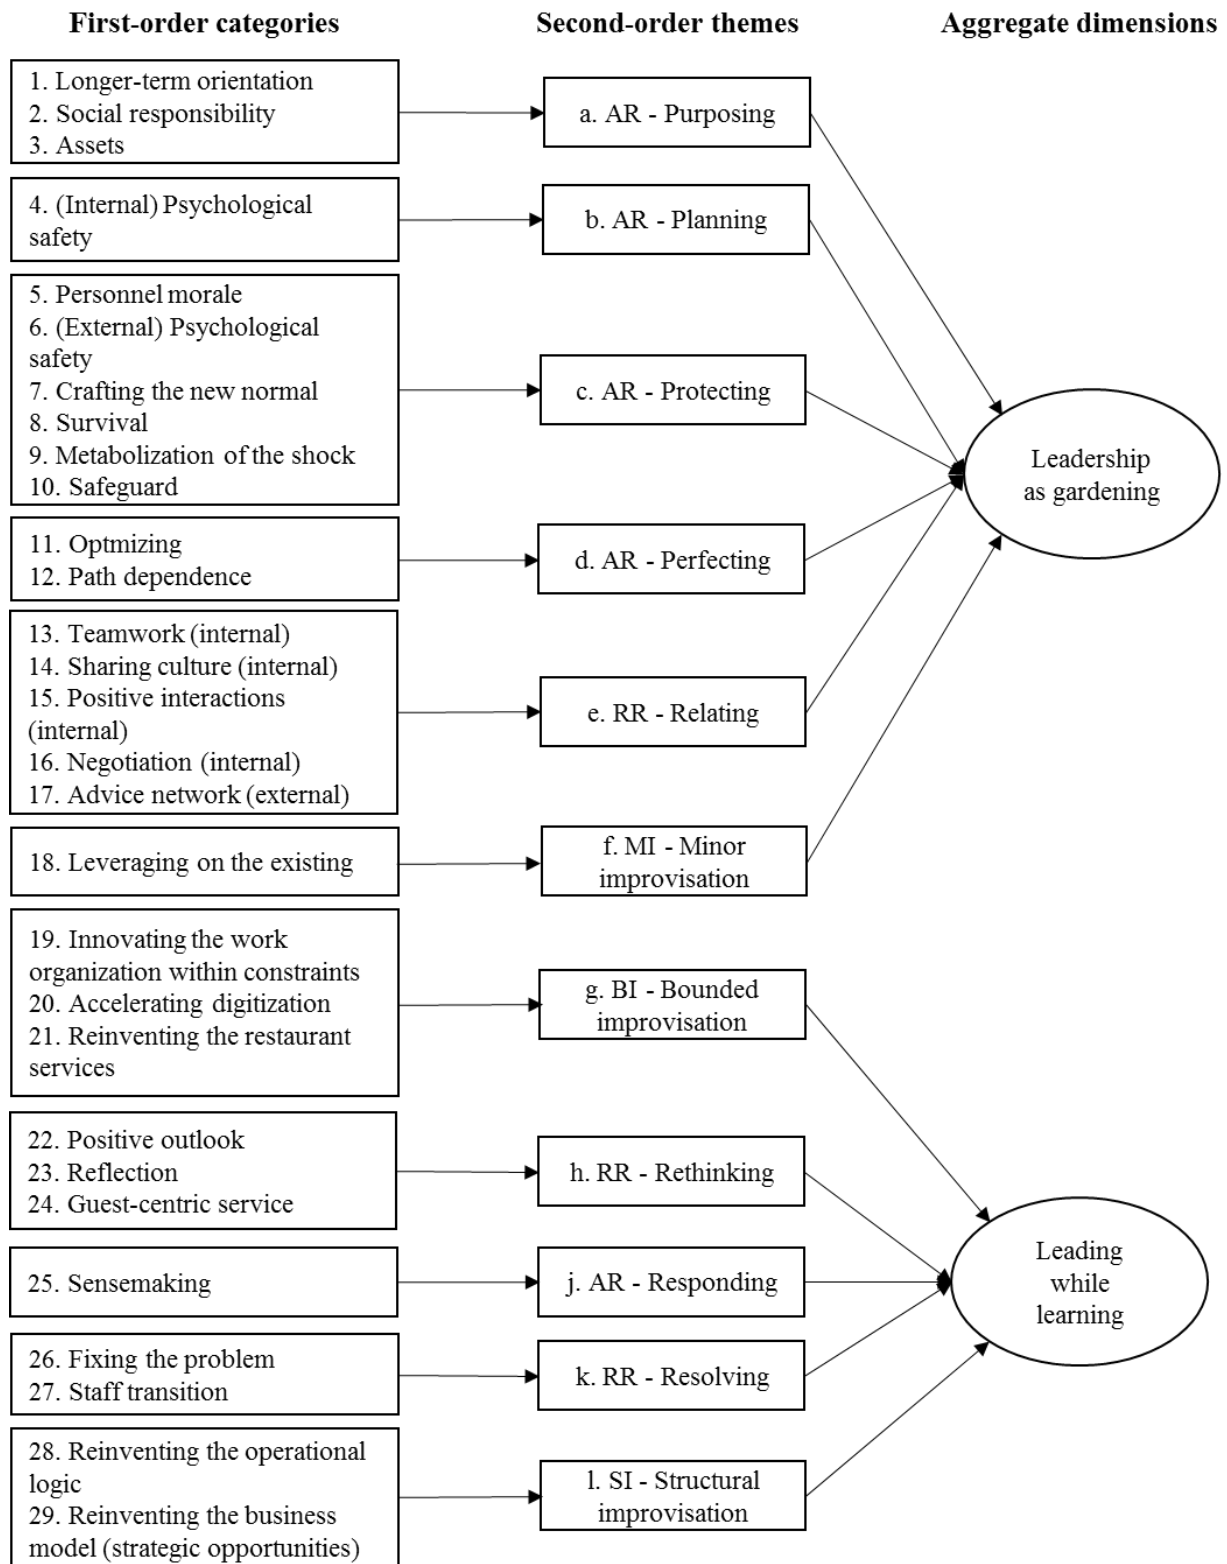 First-order categories
Second-order themes
Aggregate dimensions
1. Longer-term orientation
2. Social responsibility
3. Assets
a. AR - Purposing
4. (Internal) Psychological
safety
b. AR - Planning
5. Personnel morale
6. (External) Psychological
safety
7. Crafting the new normal
8. Survival
9. Metabolization of the shock
10. Safeguard
c. AR - Protecting
Leadership
as gardening
11. Optmizing
12. Path dependence
d. AR - Perfecting
13. Teamwork (internal)
14. Sharing culture (internal)
15. Positive interactions
(internal)
16. Negotiation (internal)
17. Advice network (external)
e. RR - Relating
18. Leveraging on the existing
f. MI - Minor
improvisation
19. Innovating the work
organization within constraints
20. Accelerating digitization
21. Reinventing the restaurant
services
g. BI - Bounded
improvisation
22. Positive outlook
23. Reflection
24. Guest-centric service
h. RR - Rethinking
25. Sensemaking
j. AR - Responding
Leading
while
learning
26. Fixing the problem
27. Staff transition
k. RR - Resolving
28. Reinventing the operational
logic
29. Reinventing the business
model (strategic opportunities)
l. SI - Structural
improvisation